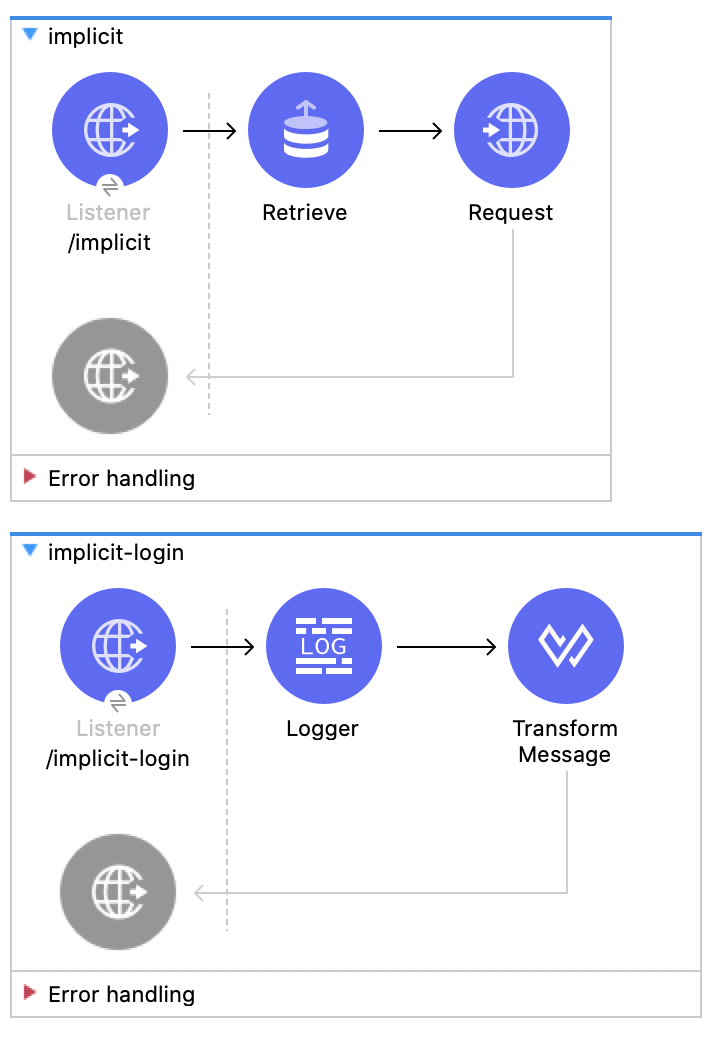 implicit
Listener
/implicit
Retrieve
Request
Error handling
implicit-login
LOG
Listener
/implicit-login
Logger
Transform
Message
Error handling